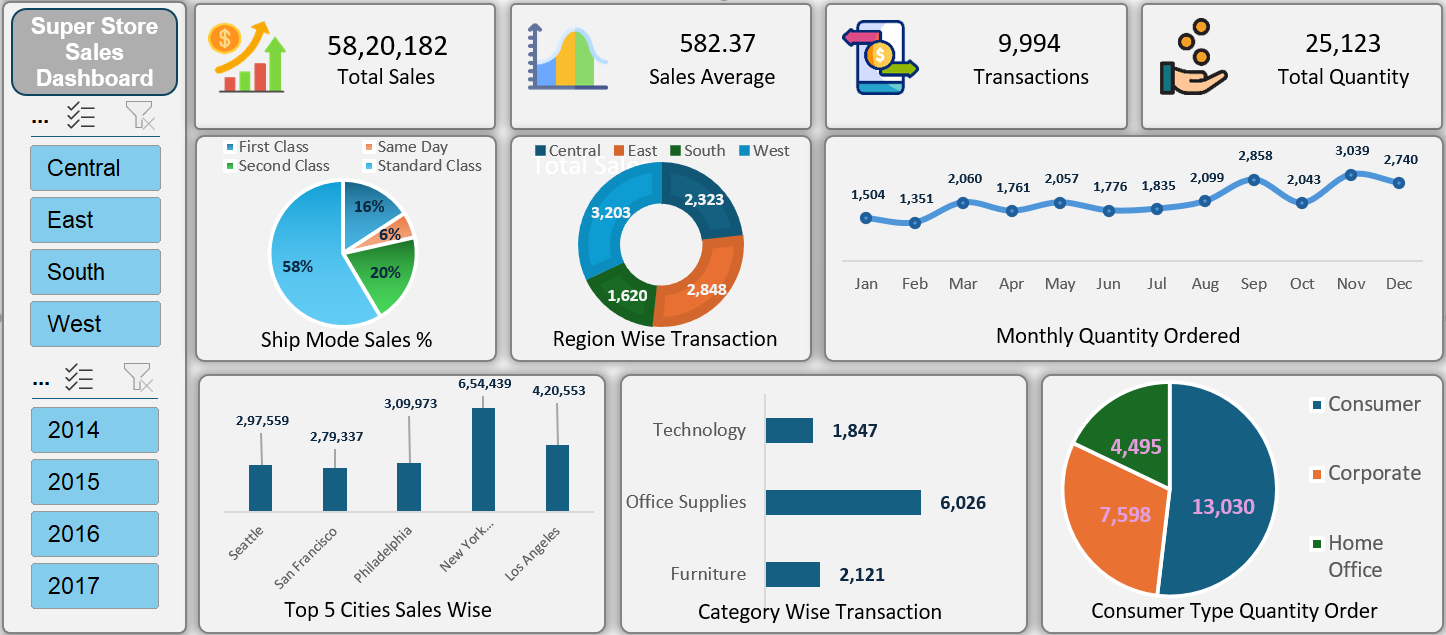 Super Store
Sales
Dashboard
...
Central
East
South
West
...
2014
2015
2016
2017
58,20,182
Total Sales
582.37
Sales Average
9,994
Transactions
25,123
Total Quantity
First Class
Same Day
Second Class
Standard Class
16%
6%
20%
58%
Ship Mode Sales %
Central
East
South
West
Total Sales
2,323
2,848
1,620
3,203
Region Wise Transaction
1,504
1,351
2,060
1,761
2,057
1,776
1,835
2,099
2,858
2,043
3,039
2,740
Jan
Feb
Mar
Apr
May
Jun
Jul
Aug
Sep
Oct
Nov
Dec
Monthly Quantity Ordered
2,97,559
2,79,337
3,09,973
6,54,439
4,20,553
Seattle
San Francisco
Philadelphia
New York...
Los Angeles
Top 5 Cities Sales Wise
Technology
1,847
Office Supplies
6,026
Furniture
2,121
Category Wise Transaction
4,495
7,598
13,030
Consumer
Corporate
Home
Office
Consumer Type Quantity Order